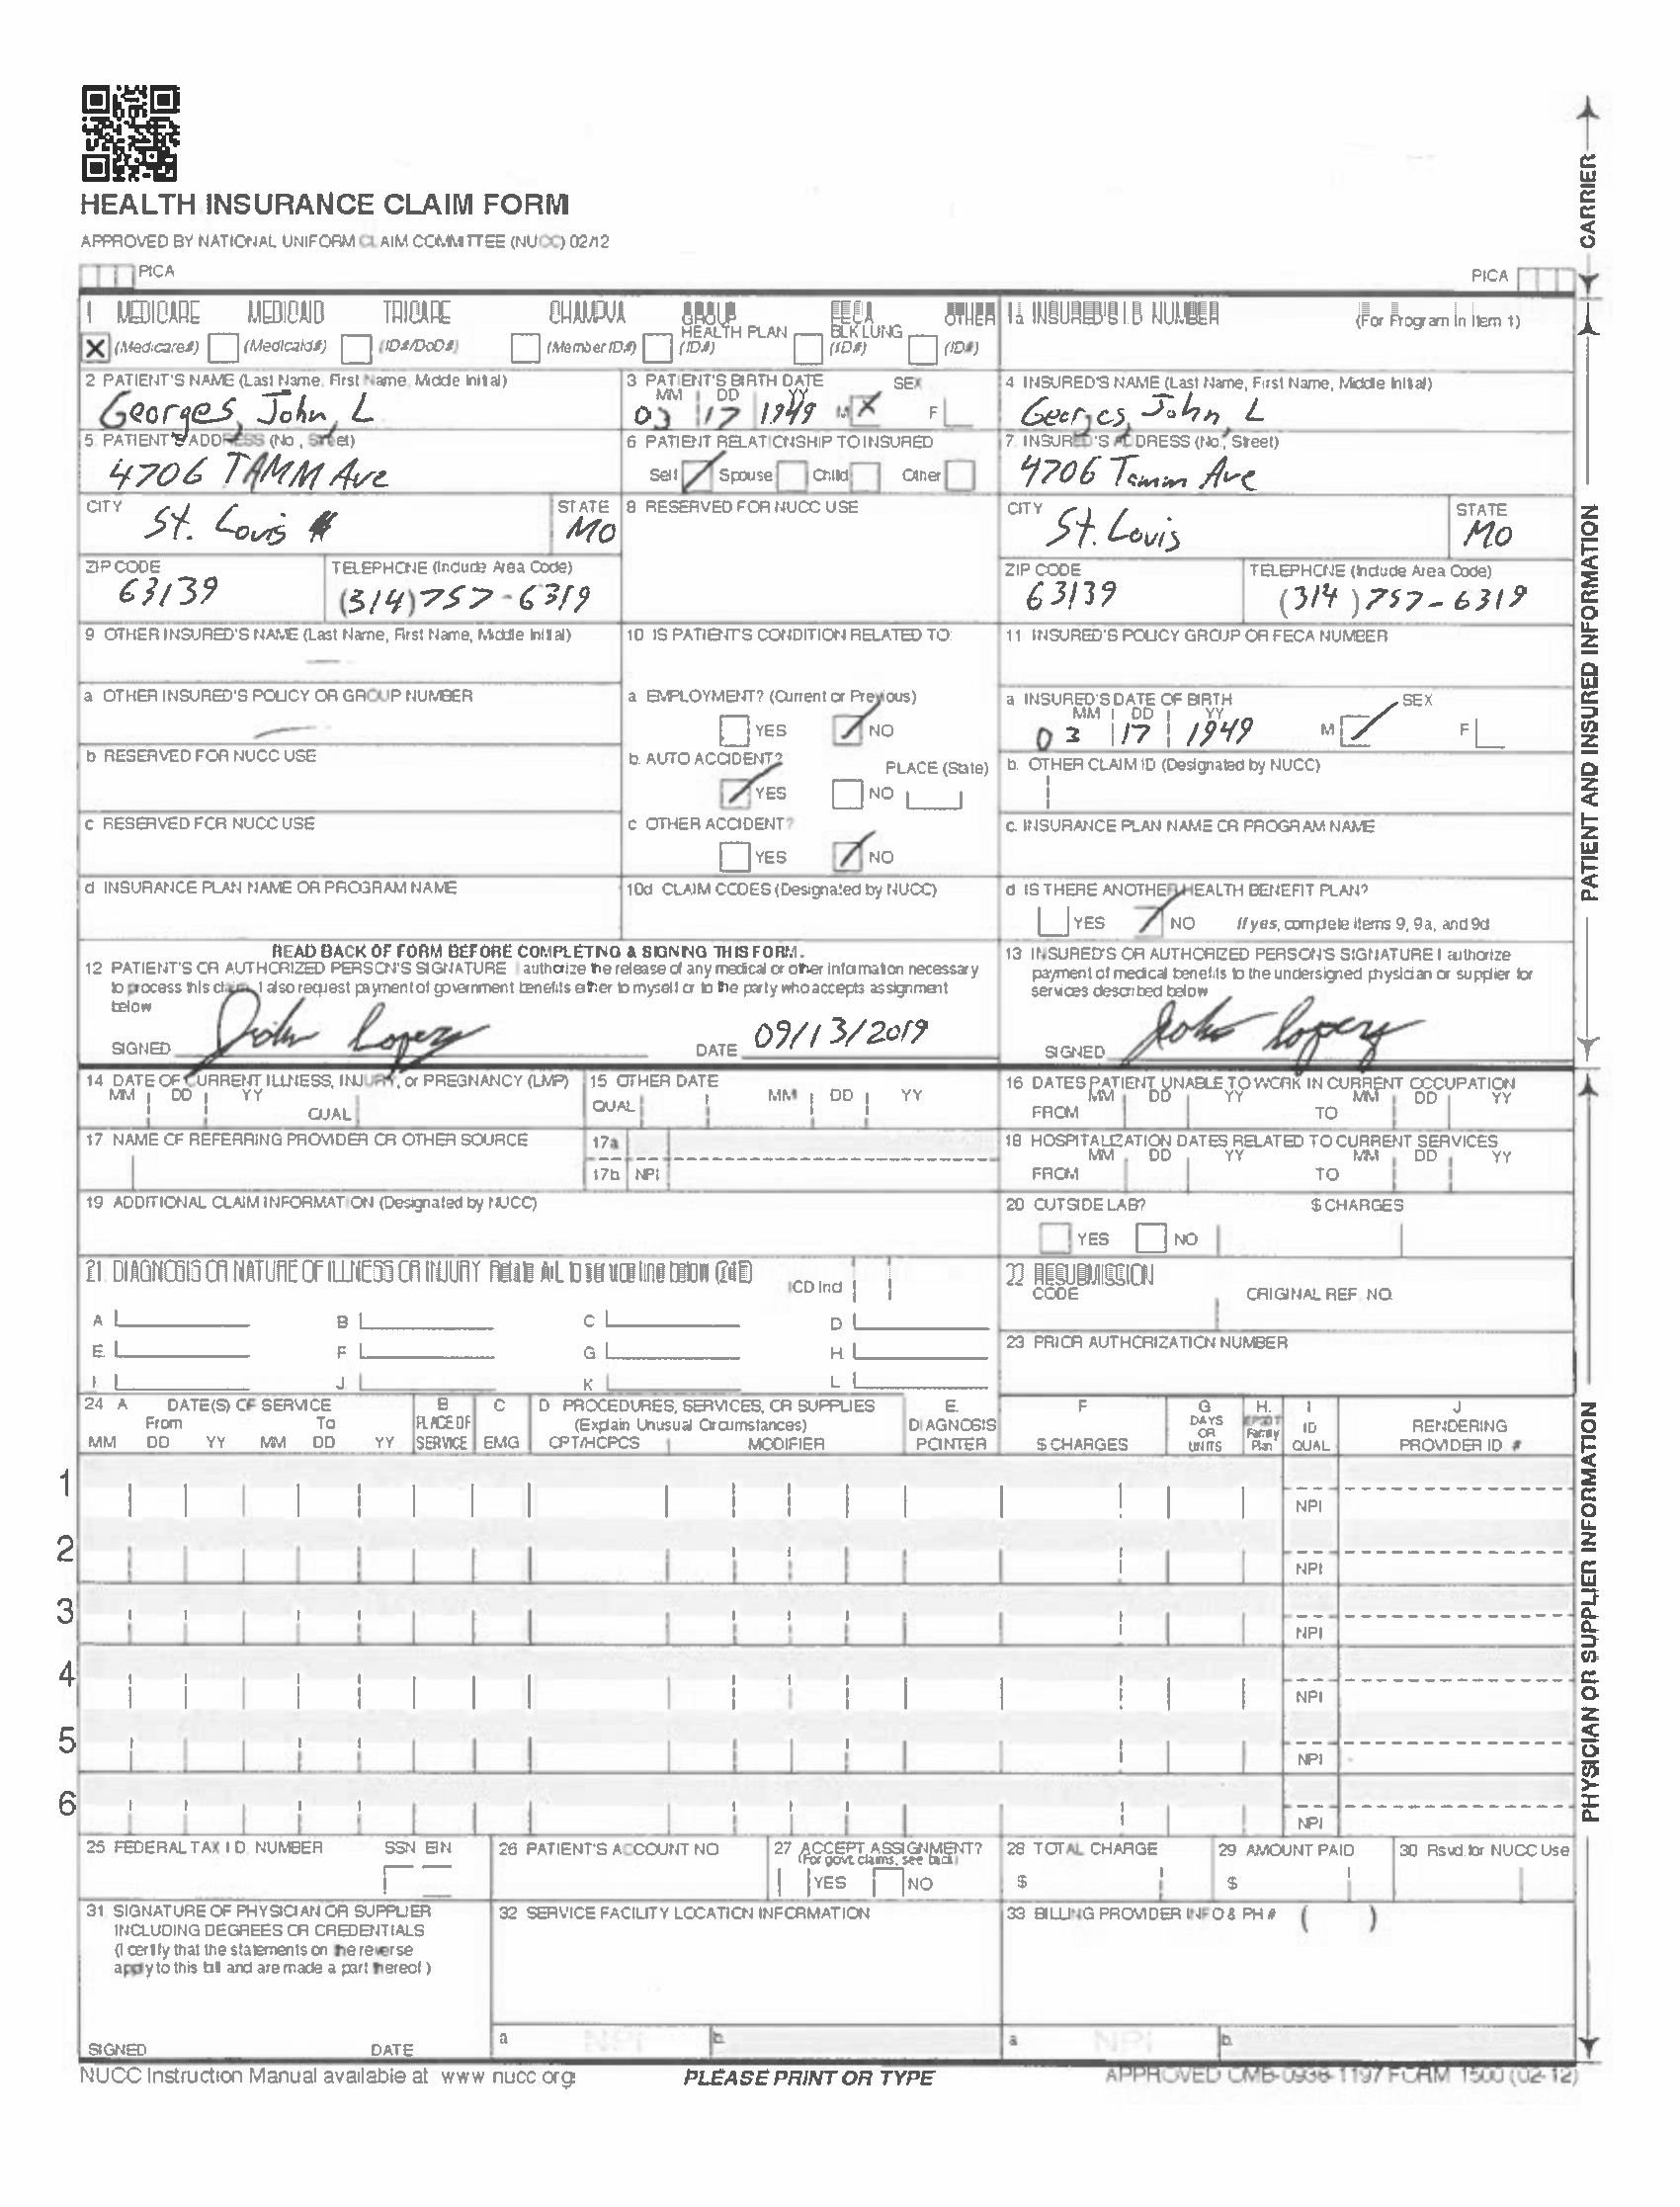 HEALTH INSURANCE CLAIM FORM
APPROVED BY NATIONAL UNIFORM CLAIM COMMITTEE (NUCC) 02/12
PICA
PICA
CARRIER
1 MEDICARE MEDICAID TRICARE CHAMPVA GROUP HEALTH PLAN FECA BLK LUNG OTHER
X (Medicare#) (Medicaid#) (ID#/DoD#) (Member ID#) (ID#) (ID#) (ID#)
1a INSURED'S I.D. NUMBER (For Program in Item 1)
2 PATIENT'S NAME (Last Name, First Name, Middle Initial)
Georges, John, L
3 PATIENT'S BIRTH DATE SEX
MM DD YY
03 17 1949 M X F
4 INSURED'S NAME (Last Name, First Name, Middle Initial)
Georges, John, L
5 PATIENT'S ADDRESS (No , Street)
4706 TAMM Ave
6 PATIENT RELATIONSHIP TO INSURED
Self Spouse Child Other
7. INSURED'S ADDRESS (No., Street)
4706 Tamm Ave
CITY STATE
St. Louis MO
8 RESERVED FOR NUCC USE
CITY STATE
St. Louis MO
ZIP CODE TELEPHONE (Include Area Code)
63139 (314) 757-6319
ZIP CODE TELEPHONE (Include Area Code)
63139 (314) 757-6319
9 OTHER INSURED'S NAME (Last Name, First Name, Middle Initial)
10 IS PATIENT'S CONDITION RELATED TO:
11 INSURED'S POLICY GROUP OR FECA NUMBER
a OTHER INSURED'S POLICY OR GROUP NUMBER
a EMPLOYMENT? (Current or Previous)
YES NO
a INSURED'S DATE OF BIRTH SEX
MM DD YY
03 17 1949 M F
b RESERVED FOR NUCC USE
b. AUTO ACCIDENT? PLACE (State)
YES NO
b. OTHER CLAIM ID (Designated by NUCC)
c RESERVED FOR NUCC USE
c OTHER ACCIDENT?
YES NO
c. INSURANCE PLAN NAME OR PROGRAM NAME
d INSURANCE PLAN NAME OR PROGRAM NAME
10d CLAIM CODES (Designated by NUCC)
d IS THERE ANOTHER HEALTH BENEFIT PLAN?
YES NO If yes, complete items 9, 9a, and 9d
PATIENT AND INSURED INFORMATION
READ BACK OF FORM BEFORE COMPLETING & SIGNING THIS FORM.
12 PATIENT'S OR AUTHORIZED PERSON'S SIGNATURE I authorize the release of any medical or other information necessary
to process this claim. I also request payment of government benefits either to myself or to the party who accepts assignment
below
SIGNED John Lopez DATE 09/13/2019
13 INSURED'S OR AUTHORIZED PERSON'S SIGNATURE I authorize
payment of medical benefits to the undersigned physician or supplier for
services described below
SIGNED John Lopez
14 DATE OF CURRENT ILLNESS, INJURY, or PREGNANCY (LMP)
MM DD YY
QUAL
15 OTHER DATE
QUAL MM DD YY
16 DATES PATIENT UNABLE TO WORK IN CURRENT OCCUPATION
MM DD YY MM DD YY
FROM TO
17 NAME OF REFERRING PROVIDER OR OTHER SOURCE
17a
17b NPI
18 HOSPITALIZATION DATES RELATED TO CURRENT SERVICES
MM DD YY MM DD YY
FROM TO
19 ADDITIONAL CLAIM INFORMATION (Designated by NUCC)
20 OUTSIDE LAB? $ CHARGES
YES NO
21. DIAGNOSIS OR NATURE OF ILLNESS OR INJURY Relate A-L to service line below (24E) ICD Ind
A B C D
E F G H
I J K L
22 RESUBMISSION
CODE ORIGINAL REF. NO.
23 PRIOR AUTHORIZATION NUMBER
24 A DATE(S) OF SERVICE B C D PROCEDURES, SERVICES, OR SUPPLIES E. F G H. I J
From To PLACE OF (Explain Unusual Circumstances) DIAGNOSIS DAYS OR EPSDT Family ID RENDERING
MM DD YY MM DD YY SERVICE EMG CPT/HCPCS MODIFIER POINTER $ CHARGES UNITS Plan QUAL PROVIDER ID #
1 NPI
2 NPI
3 NPI
4 NPI
5 NPI
6 NPI
25 FEDERAL TAX I D NUMBER SSN EIN
26 PATIENT'S ACCOUNT NO
27 ACCEPT ASSIGNMENT?
(For govt. claims, see back)
YES NO
28 TOTAL CHARGE
$
29 AMOUNT PAID
$
30 Rsvd for NUCC Use
31 SIGNATURE OF PHYSICIAN OR SUPPLIER
INCLUDING DEGREES OR CREDENTIALS
(I certify that the statements on the reverse
apply to this bill and are made a part thereof )
SIGNED DATE
32 SERVICE FACILITY LOCATION INFORMATION
a NPI b.
33 BILLING PROVIDER INFO & PH # ( )
a NPI b.
PHYSICIAN OR SUPPLIER INFORMATION
NUCC Instruction Manual available at www nucc org
PLEASE PRINT OR TYPE
APPROVED OMB-0938-1197 FORM 1500 (02-12)